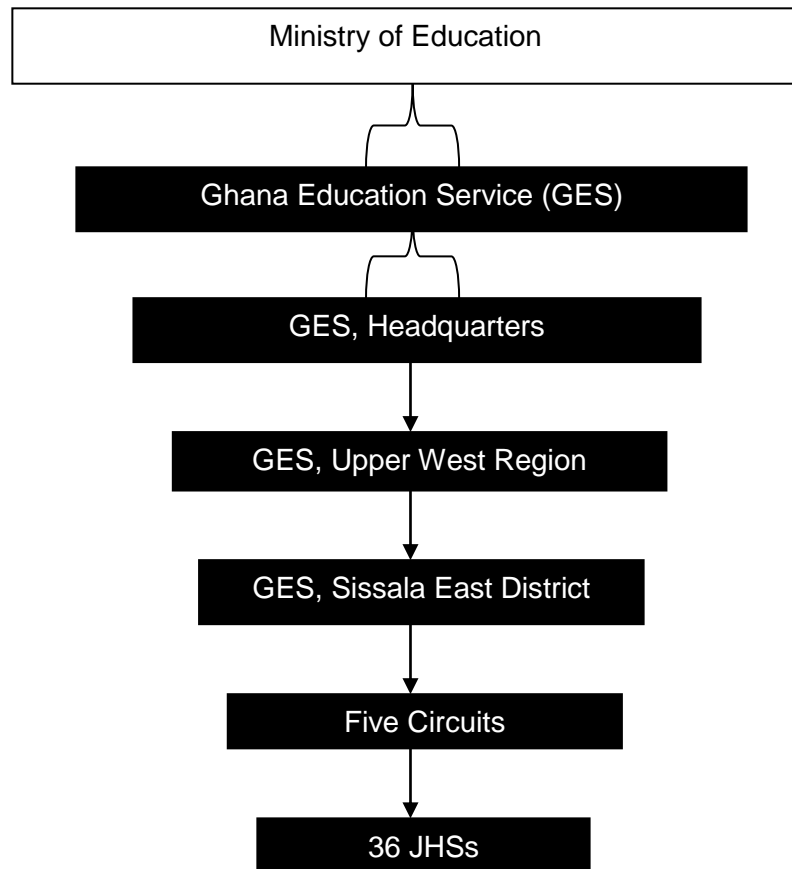 Ministry of Education
Ghana Education Service (GES)
GES, Headquarters
GES, Upper West Region
GES, Sissala East District
Five Circuits
36 JHSs